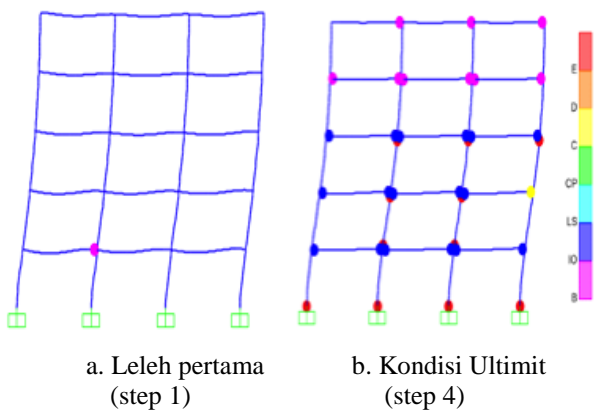 E
D
C
CP
LS
IO
B
a. Leleh pertama
(step 1)
b. Kondisi Ultimit
(step 4)